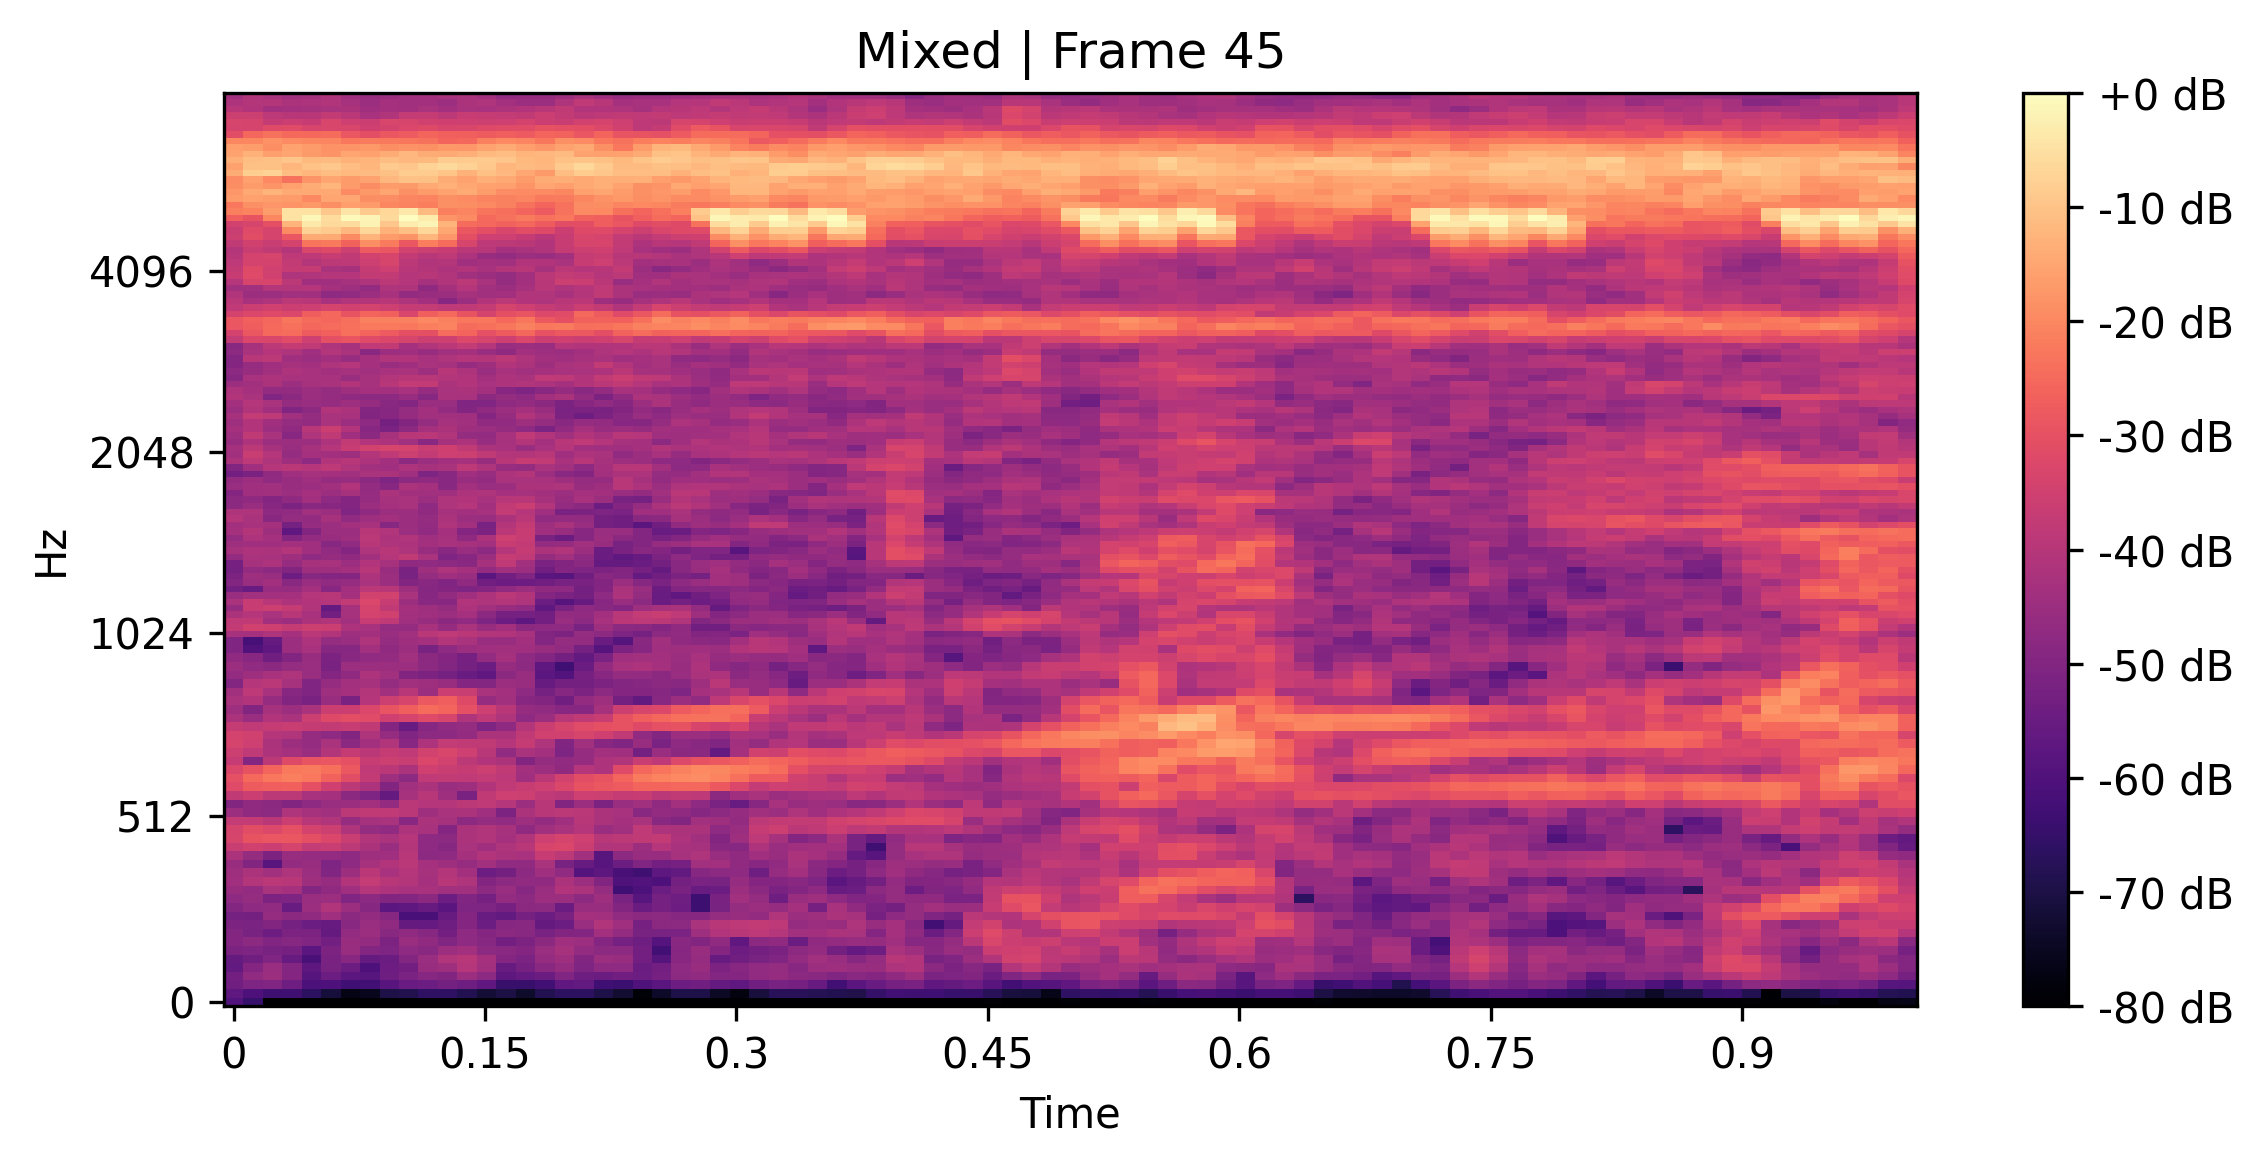 Mixed | Frame 45
+0 dB
-10 dB
-20 dB
-30 dB
-40 dB
-50 dB
-60 dB
-70 dB
-80 dB
Hz
4096
2048
1024
512
0
0 0.15 0.3 0.45 0.6 0.75 0.9
Time